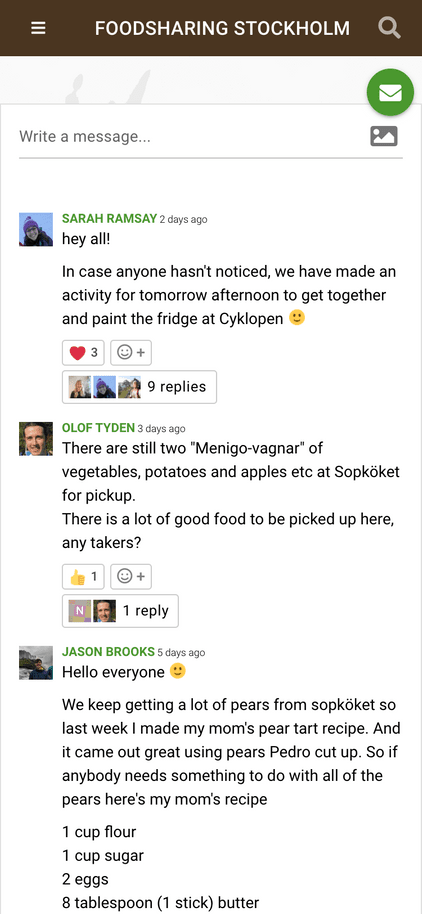 FOODSHARING STOCKHOLM
Write a message...
SARAH RAMSAY 2 days ago
hey all!
In case anyone hasn't noticed, we have made an
activity for tomorrow afternoon to get together
and paint the fridge at Cyklopen 🙂
❤️ 3
+
9 replies
OLOF TYDEN 3 days ago
There are still two "Menigo-vagnar" of
vegetables, potatoes and apples etc at Sopköket
for pickup.
There is a lot of good food to be picked up here,
any takers?
👍 1
+
N
1 reply
JASON BROOKS 5 days ago
Hello everyone 🙂
We keep getting a lot of pears from sopköket so
last week I made my mom's pear tart recipe. And
it came out great using pears Pedro cut up. So if
anybody needs something to do with all of the
pears here's my mom's recipe
1 cup flour
1 cup sugar
2 eggs
8 tablespoon (1 stick) butter